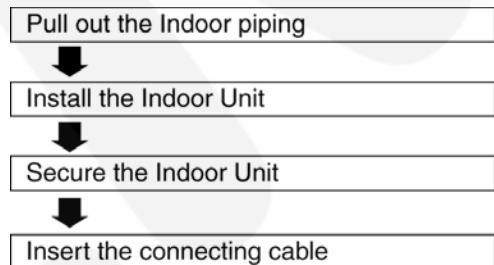 Pull out the Indoor piping
Install the Indoor Unit
Secure the Indoor Unit
Insert the connecting cable